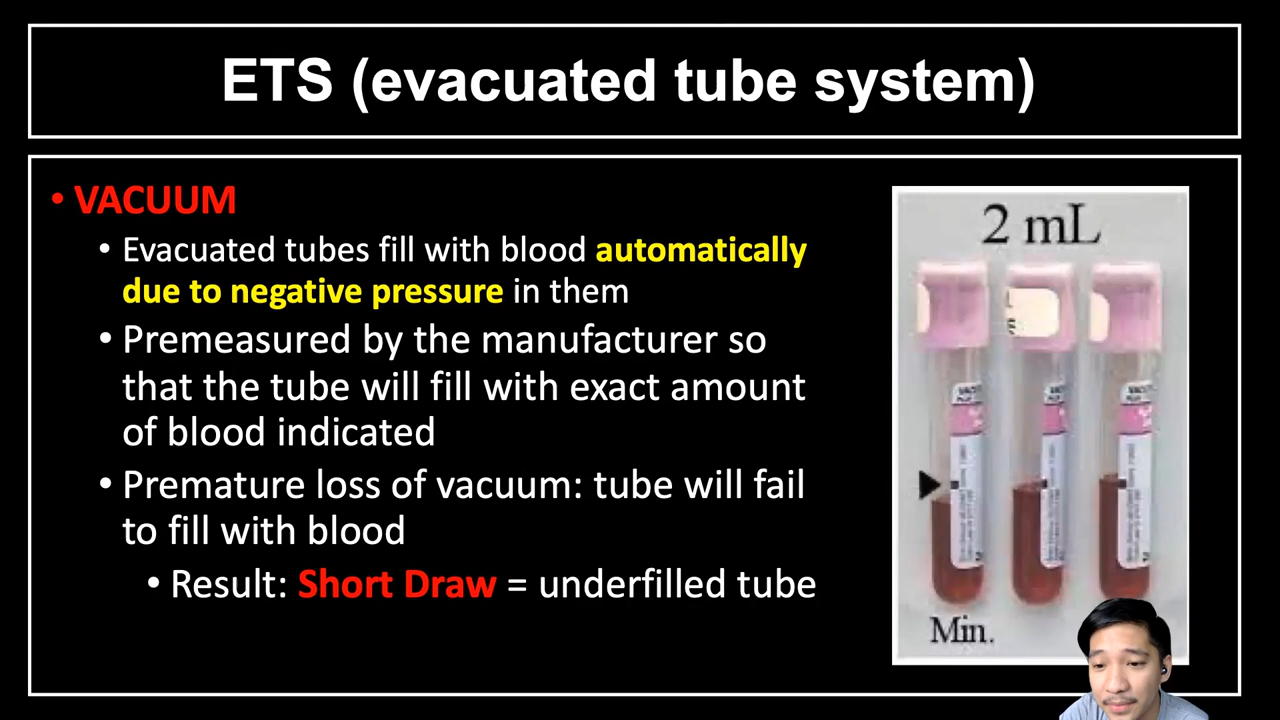 ETS (evacuated tube system)
• VACUUM
• Evacuated tubes fill with blood automatically
due to negative pressure in them
• Premeasured by the manufacturer so
that the tube will fill with exact amount
of blood indicated
• Premature loss of vacuum: tube will fail
to fill with blood
• Result: Short Draw = underfilled tube
2 mL
Min.